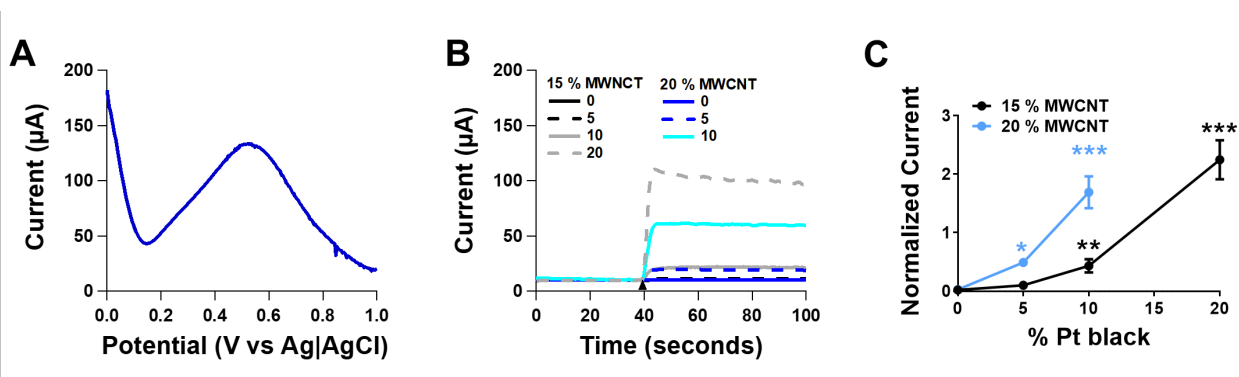 A
200
150
100
50
0
Current (µA)
0.0 0.2 0.4 0.6 0.8 1.0
Potential (V vs Ag|AgCl)
B
200
150
100
50
0
Current (µA)
15 % MWNCT
0
5
10
20
20 % MWCNT
0
5
10
0 20 40 60 80 100
Time (seconds)
C
3
2
1
0
Normalized Current
15 % MWCNT
20 % MWCNT
***
***
*
**
0 5 10 15 20
% Pt black